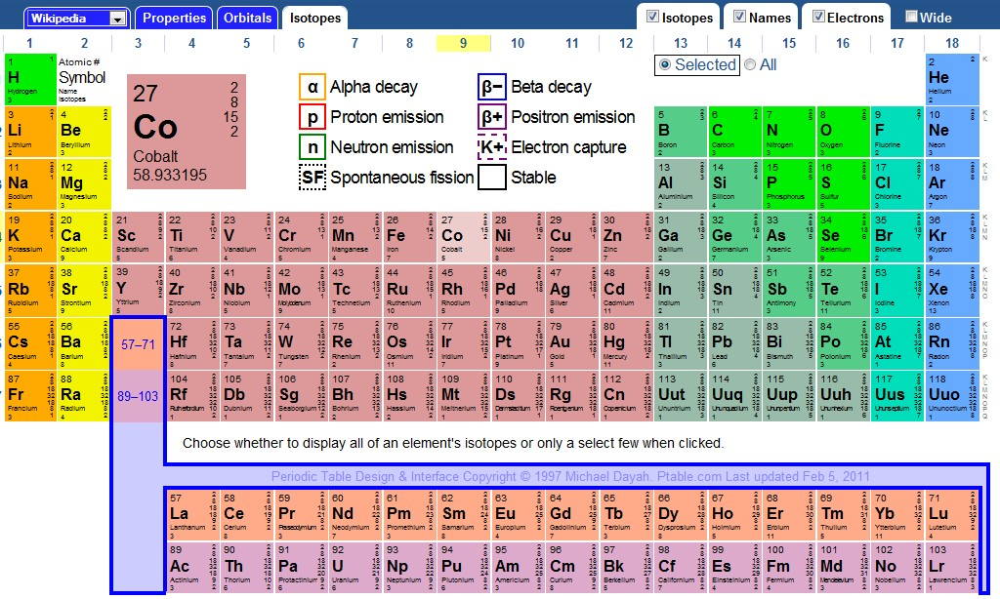 Wikipedia Properties Orbitals Isotopes Isotopes Names Electrons Wide
1 2 3 4 5 6 7 8 9 10 11 12 13 14 15 16 17 18
Selected All
Atomic #
Symbol
Name
Isotopes
27
Co
Cobalt
58.933195
2
8
15
2
α Alpha decay
p Proton emission
n Neutron emission
SF Spontaneous fission
β− Beta decay
β+ Positron emission
K+ Electron capture
Stable
1 2
H He
Hydrogen Helium
3 4 5 6 7 8 9 10
Li Be B C N O F Ne
Lithium Beryllium Boron Carbon Nitrogen Oxygen Fluorine Neon
11 12 13 14 15 16 17 18
Na Mg Al Si P S Cl Ar
Sodium Magnesium Aluminium Silicon Phosphorus Sulfur Chlorine Argon
19 20 21 22 23 24 25 26 27 28 29 30 31 32 33 34 35 36
K Ca Sc Ti V Cr Mn Fe Co Ni Cu Zn Ga Ge As Se Br Kr
Potassium Calcium Scandium Titanium Vanadium Chromium Manganese Iron Cobalt Nickel Copper Zinc Gallium Germanium Arsenic Selenium Bromine Krypton
37 38 39 40 41 42 43 44 45 46 47 48 49 50 51 52 53 54
Rb Sr Y Zr Nb Mo Tc Ru Rh Pd Ag Cd In Sn Sb Te I Xe
Rubidium Strontium Yttrium Zirconium Niobium Molybdenum Technetium Ruthenium Rhodium Palladium Silver Cadmium Indium Tin Antimony Tellurium Iodine Xenon
55 56 57–71 72 73 74 75 76 77 78 79 80 81 82 83 84 85 86
Cs Ba Hf Ta W Re Os Ir Pt Au Hg Tl Pb Bi Po At Rn
Caesium Barium Hafnium Tantalum Tungsten Rhenium Osmium Iridium Platinum Gold Mercury Thallium Lead Bismuth Polonium Astatine Radon
87 88 89–103 104 105 106 107 108 109 110 111 112 113 114 115 116 117 118
Fr Ra Rf Db Sg Bh Hs Mt Ds Rg Cn Uut Uuq Uup Uuh Uus Uuo
Francium Radium Rutherfordium Dubnium Seaborgium Bohrium Hassium Meitnerium Darmstadtium Roentgenium Copernicium Ununtrium Ununquadium Ununpentium Ununhexium Ununseptium Ununoctium
Choose whether to display all of an element's isotopes or only a select few when clicked.
Periodic Table Design & Interface Copyright © 1997 Michael Dayah. Ptable.com Last updated Feb 5, 2011
57 58 59 60 61 62 63 64 65 66 67 68 69 70 71
La Ce Pr Nd Pm Sm Eu Gd Tb Dy Ho Er Tm Yb Lu
Lanthanum Cerium Praseodymium Neodymium Promethium Samarium Europium Gadolinium Terbium Dysprosium Holmium Erbium Thulium Ytterbium Lutetium
89 90 91 92 93 94 95 96 97 98 99 100 101 102 103
Ac Th Pa U Np Pu Am Cm Bk Cf Es Fm Md No Lr
Actinium Thorium Protactinium Uranium Neptunium Plutonium Americium Curium Berkelium Californium Einsteinium Fermium Mendelevium Nobelium Lawrencium